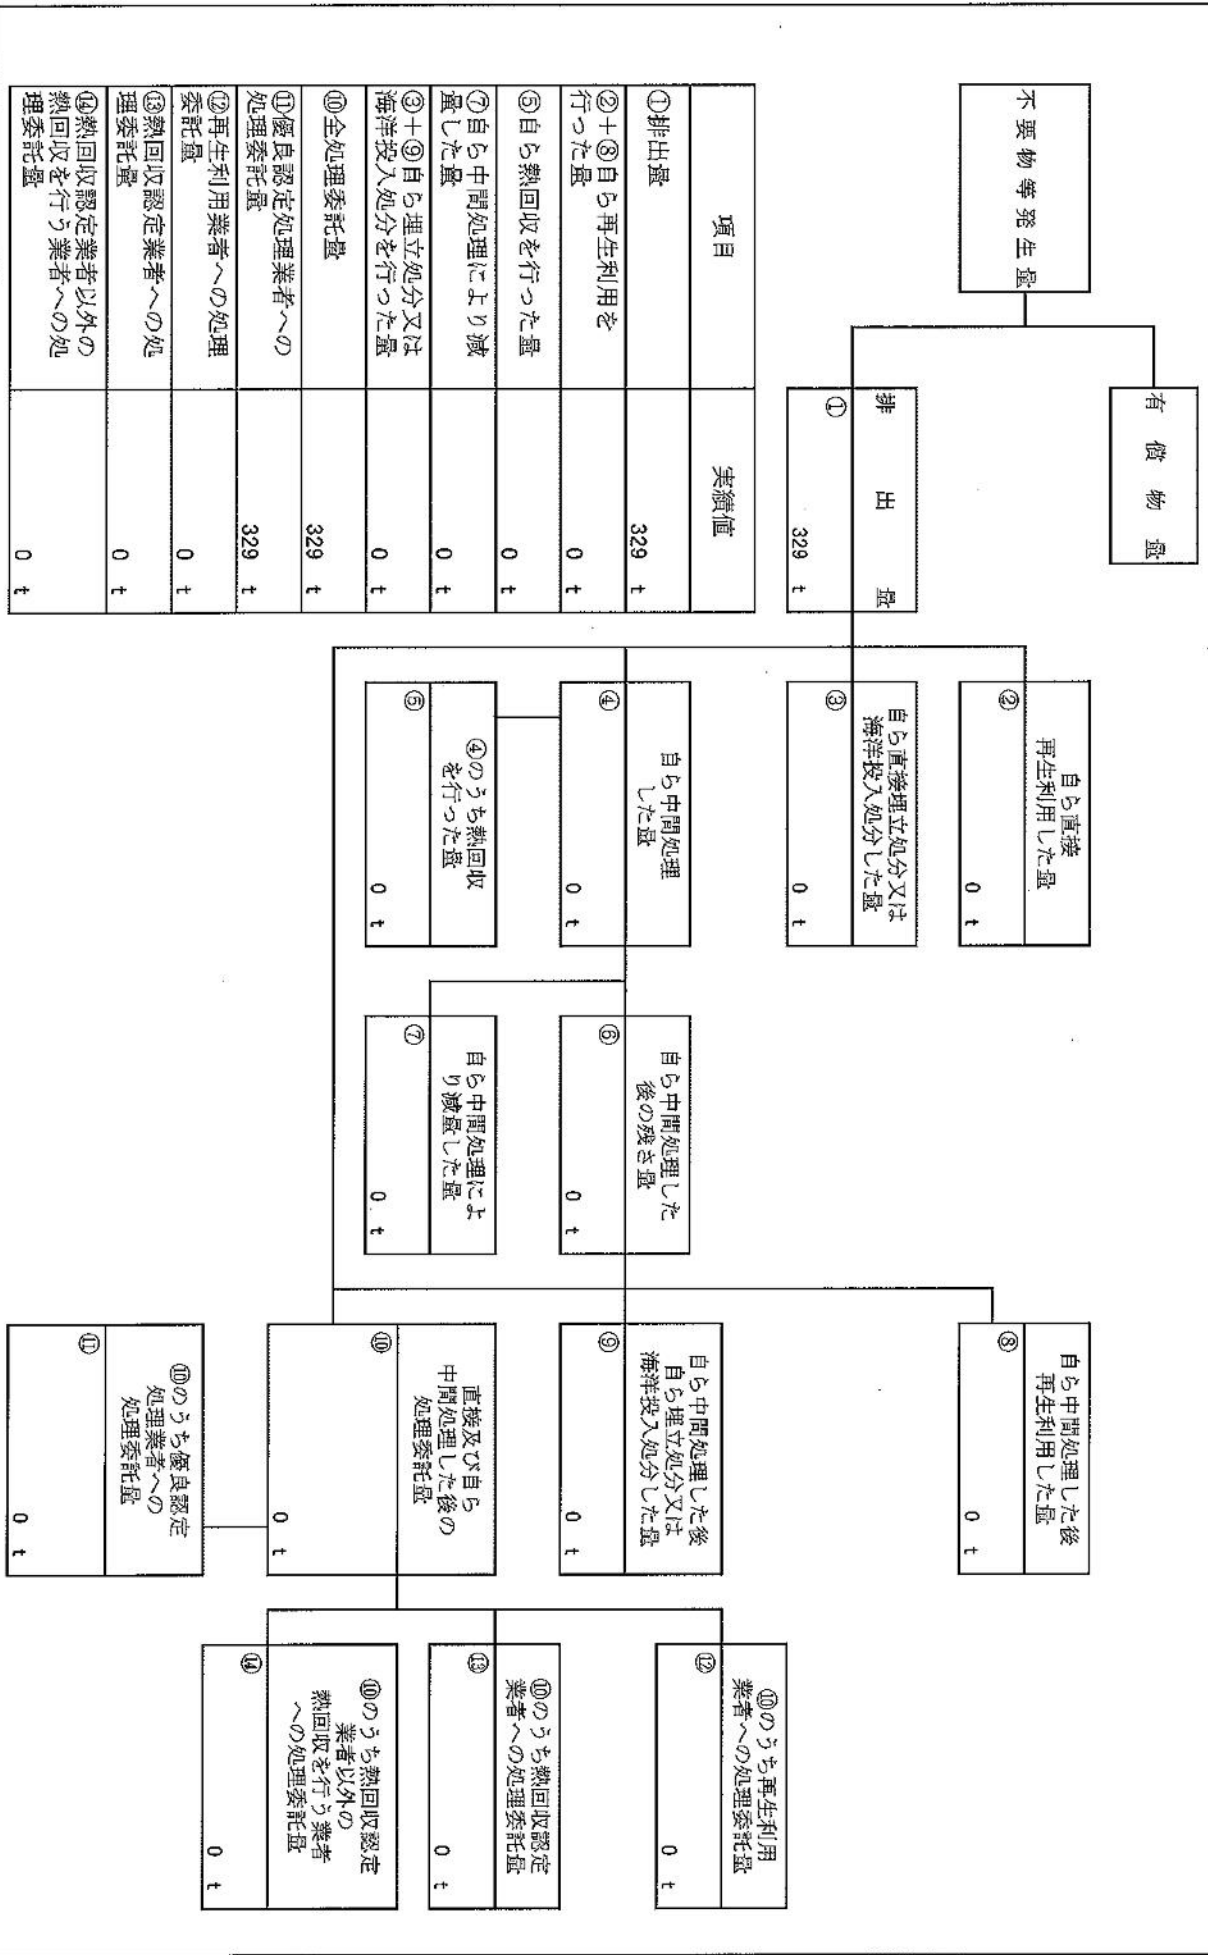 不要物等発生量
有償物量
排出量
① 329 t
自ら直接
再生利用した量
② 0 t
自ら直接埋立処分又は
海洋投入処分した量
③ 0 t
自ら中間処理
した量
④ 0 t
④のうち熱回収
を行った量
⑤ 0 t
自ら中間処理した
後の残さ量
⑥ 0 t
自ら中間処理によ
り減量した量
⑦ 0 t
自ら中間処理した後
再生利用した量
⑧ 0 t
自ら中間処理した後
自ら埋立処分又は
海洋投入処分した量
⑨ 0 t
直接及び自ら
中間処理した後の
処理委託量
⑩ 0 t
⑩のうち優良認定
処理業者への
処理委託量
⑪ 0 t
⑩のうち再生利用
業者への処理委託量
⑫ 0 t
⑩のうち熱回収認定
業者への処理委託量
⑬ 0 t
⑩のうち熱回収認定
業者以外の
熱回収を行う業者
への処理委託量
⑭ 0 t
項目 実績値
①排出量 329 t
②+⑧自ら再生利用を
行った量 0 t
⑤自ら熱回収を行った量 0 t
⑦自ら中間処理により減
量した量 0 t
③+⑨自ら埋立処分又は
海洋投入処分を行った量 0 t
⑩全処理委託量 329 t
⑪優良認定処理業者への
処理委託量 329 t
⑫再生利用業者への処理
委託量 0 t
⑬熱回収認定業者への処
理委託量 0 t
⑭熱回収認定業者以外の
熱回収を行う業者への処
理委託量 0 t